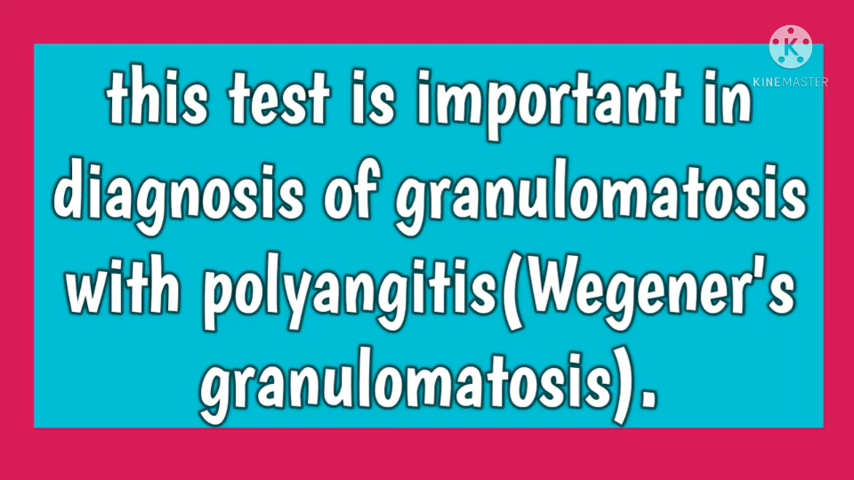 K
KINEMASTER
this test is important in
diagnosis of granulomatosis
with polyangitis(Wegener's
granulomatosis).